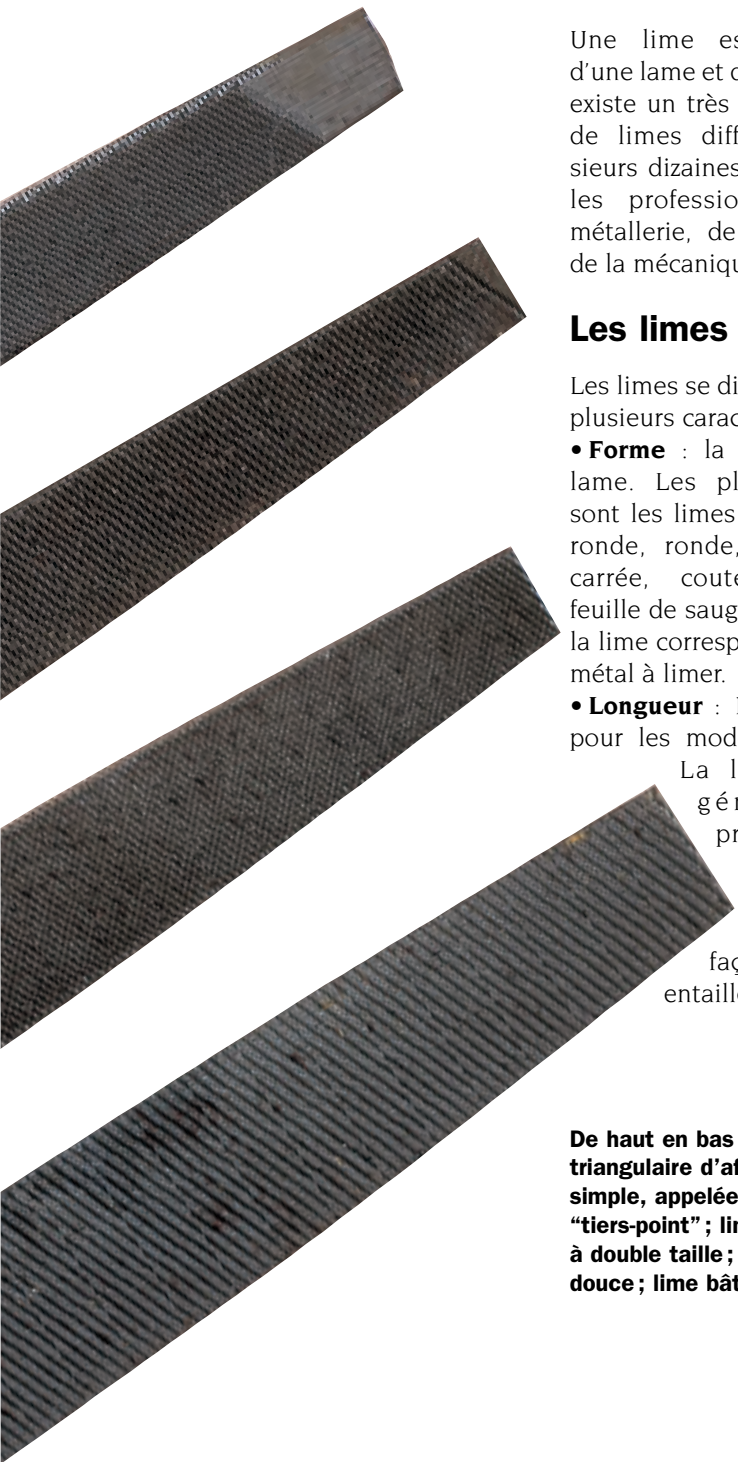 Une lime es
d’une lame et d
existe un très
de limes diff
sieurs dizaines
les professio
métallerie, de
de la mécaniqu
Les limes
Les limes se di
plusieurs carac
• Forme : la
lame. Les pl
sont les limes
ronde, ronde,
carrée, cout
feuille de saug
la lime corresp
métal à limer.
• Longueur :
pour les mod
La l
gén
pr
faç
entaill
De haut en bas
triangulaire d’af
simple, appelée
“tiers-point” ; lin
à double taille ;
douce ; lime bât